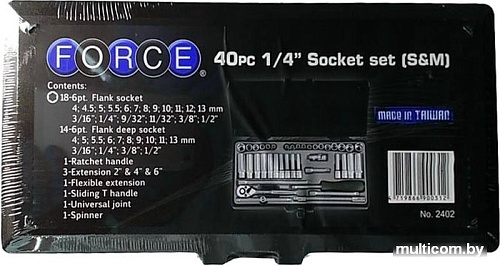 FORCE®
40PC 1/4" Socket set (S&M)
Contents:
18-6pt. Flank socket
4; 4.5; 5; 5.5; 6; 7; 8; 9; 10; 11; 12; 13 mm
3/16"; 1/4"; 9/32"; 11/32"; 3/8"; 1/2"
14-6pt. Flank deep socket
4; 5; 5.5; 6; 7; 8; 9; 10; 11; 13 mm
3/16"; 1/4"; 3/8"; 1/2"
1-Ratchet handle
3-Extension 2" & 4" & 6"
1-Flexible extension
1-Sliding T handle
1-Universal joint
1-Spinner
MADE IN TAIWAN
4 719866 900312
No. 2402
multicom.by